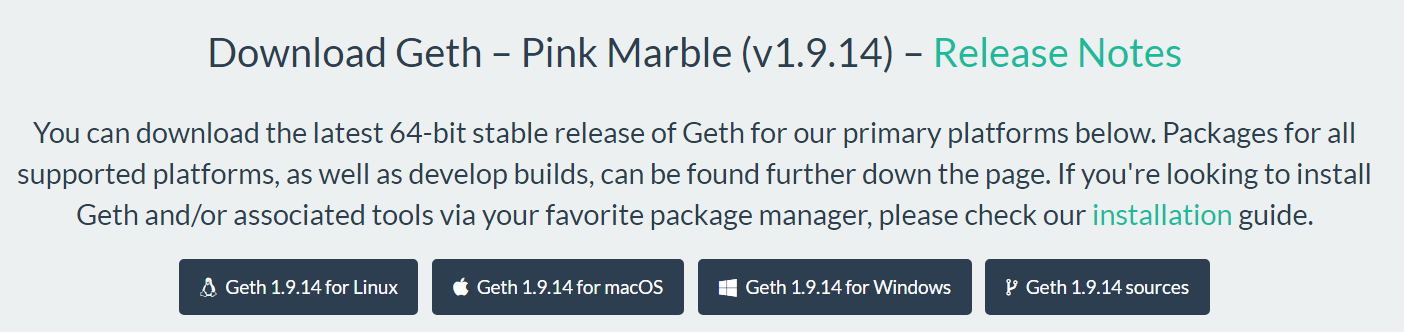 Download Geth – Pink Marble (v1.9.14) – Release Notes
You can download the latest 64-bit stable release of Geth for our primary platforms below. Packages for all
supported platforms, as well as develop builds, can be found further down the page. If you're looking to install
Geth and/or associated tools via your favorite package manager, please check our installation guide.
Geth 1.9.14 for Linux
Geth 1.9.14 for macOS
Geth 1.9.14 for Windows
Geth 1.9.14 sources